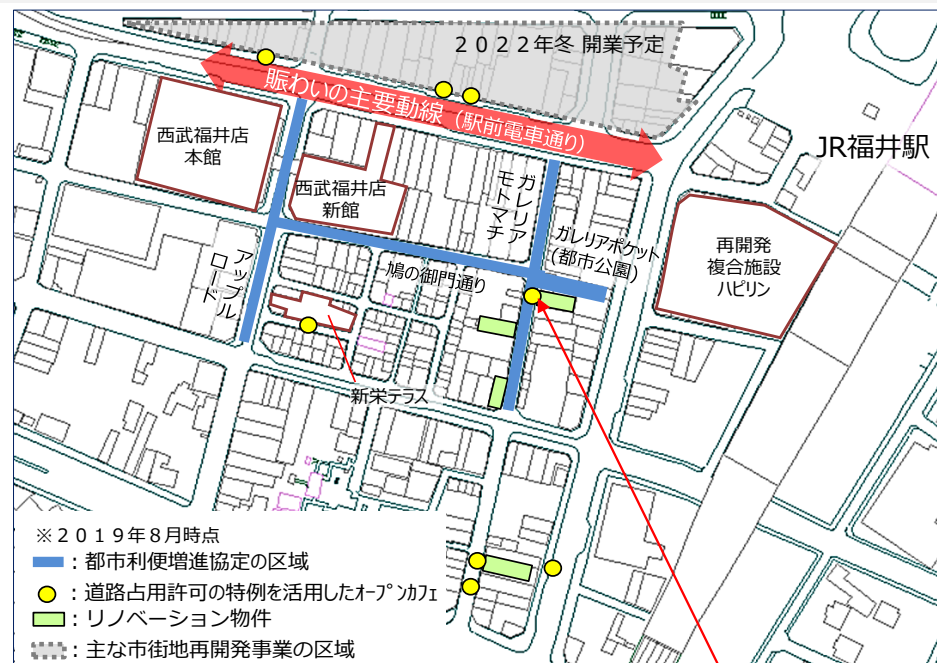 ２０２２年冬 開業予定
賑わいの主要動線（駅前電車通り）
JR福井駅
西武福井店
本館
西武福井店
新館
ガレリア
モトマチ
ガレリアポケット
（都市公園）
再開発
複合施設
ハピリン
アップル
ロード
鳩の御門通り
新栄テラス
※２０１９年８月時点
：都市利便増進協定の区域
：道路占用許可の特例を活用したオープンカフェ
：リノベーション物件
：主な市街地再開発事業の区域